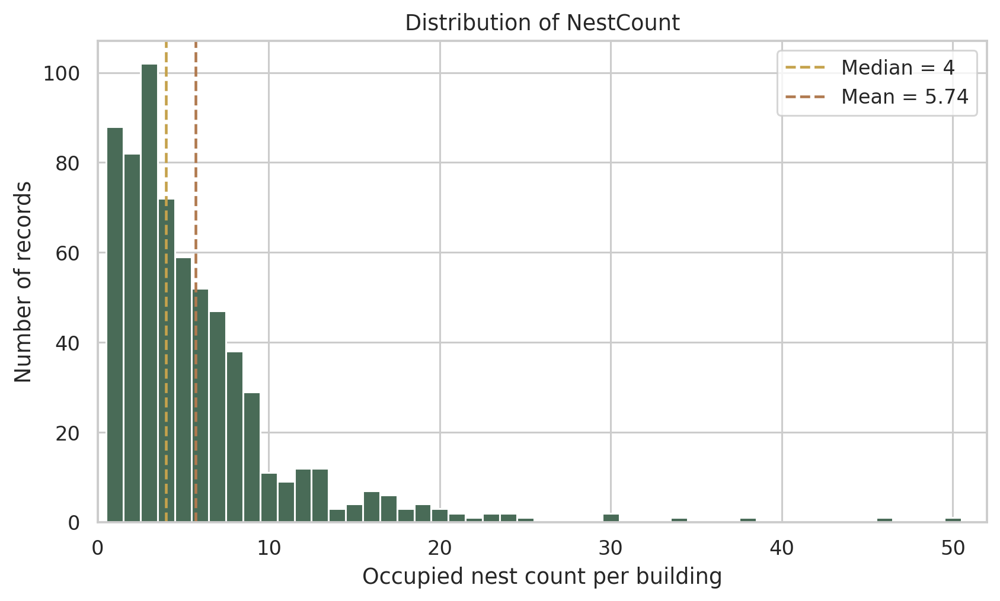 Distribution of NestCount
Median = 4
Mean = 5.74
Number of records
100
80
60
40
20
0
0 10 20 30 40 50
Occupied nest count per building